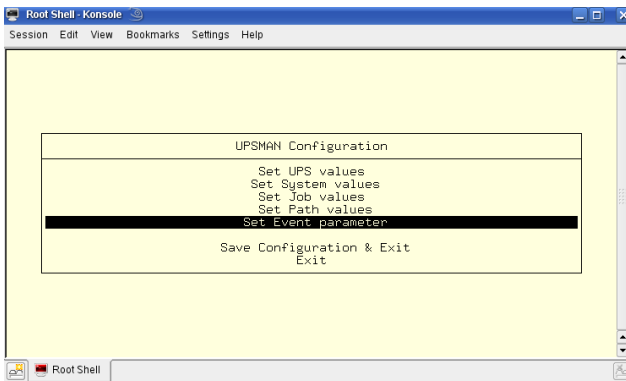 Root Shell - Konsole
Session Edit View Bookmarks Settings Help
UPSMAN Configuration
Set UPS values
Set System values
Set Job values
Set Path values
Set Event parameter
Save Configuration & Exit
Exit
Root Shell